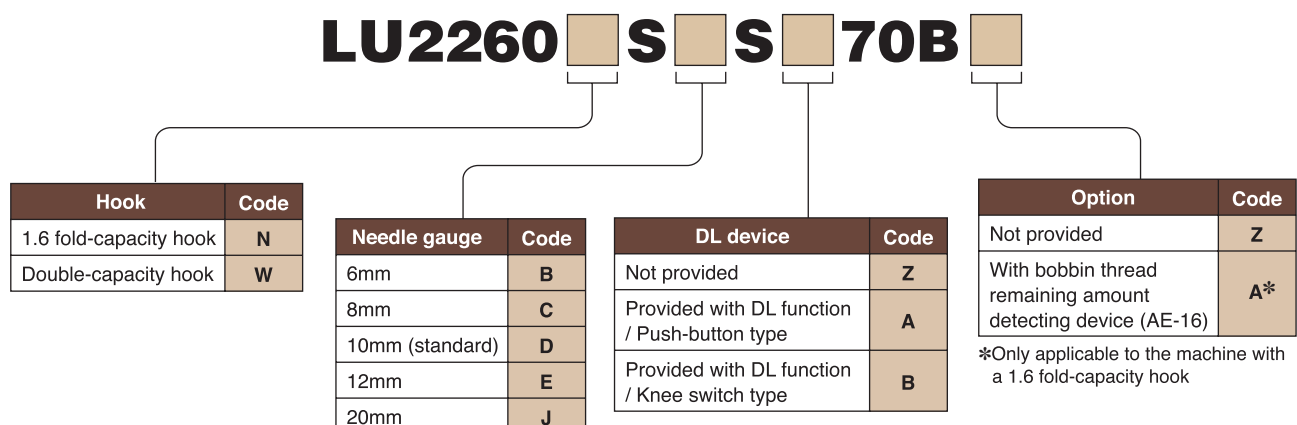 LU2260 S S 70B
Hook Code
1.6 fold-capacity hook N
Double-capacity hook W
Needle gauge Code
6mm B
8mm C
10mm (standard) D
12mm E
20mm J
DL device Code
Not provided Z
Provided with DL function
/ Push-button type A
Provided with DL function
/ Knee switch type B
Option Code
Not provided Z
With bobbin thread
remaining amount
detecting device (AE-16) A✻
✻Only applicable to the machine with
a 1.6 fold-capacity hook